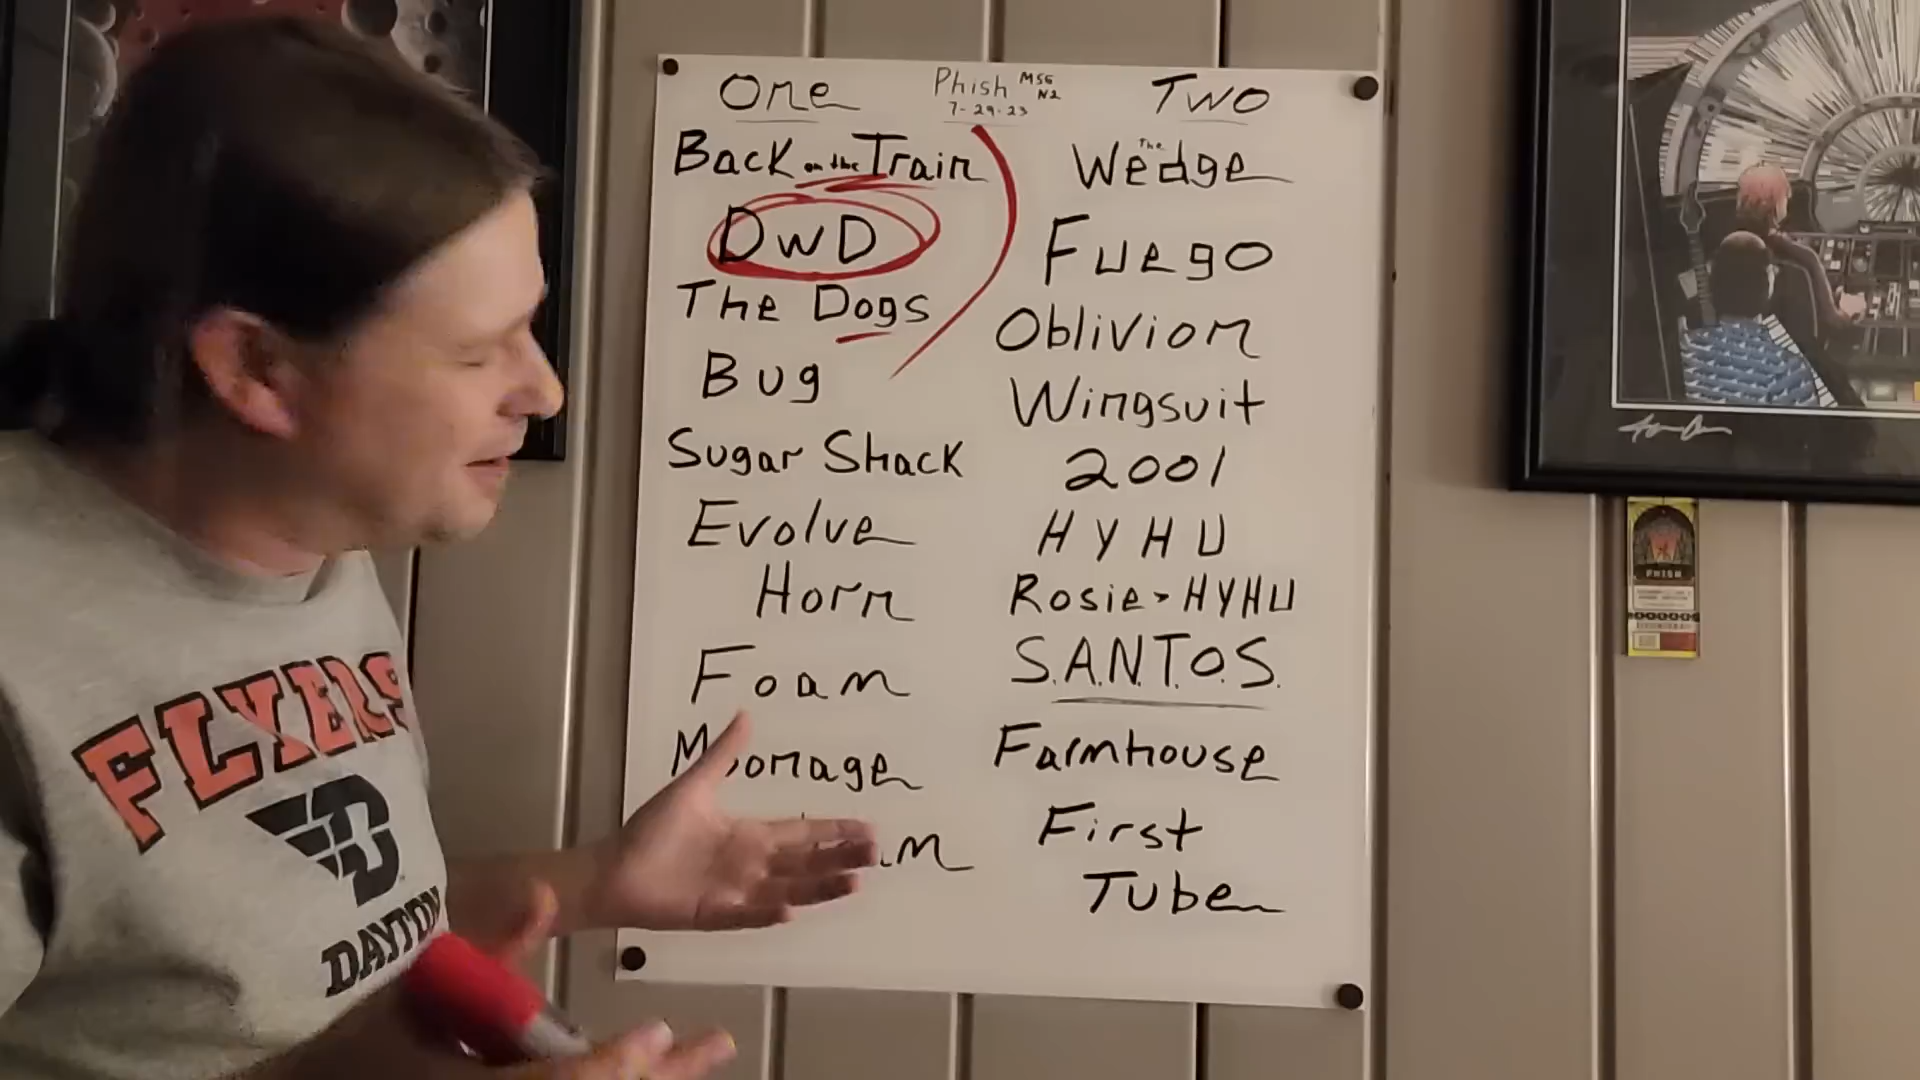 One
Phish MSG N2
7-29-23
Two
Back on the Train
DWD
The Dogs
Bug
Sugar Shack
Evolve
Horn
Foam
The Wedge
Fuego
Oblivion
Wingsuit
2001
HYHU
Rosie > HYHU
S.A.N.T.O.S.
Farmhouse
First
Tube
FLYERS
D
DAYTON
PHISH